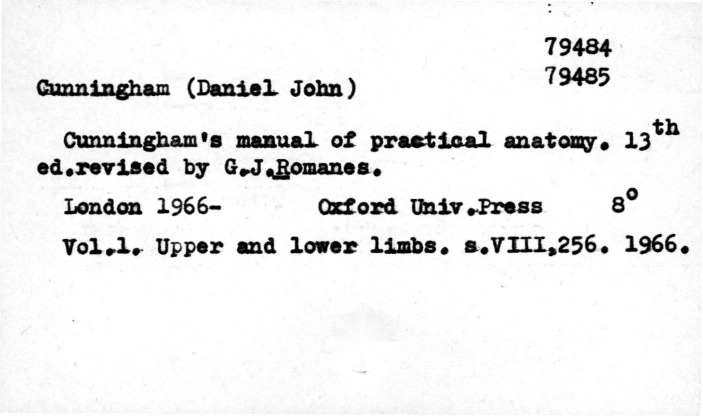 79484
Cunningham (Daniel John) 79485
Cunningham's manual of practical anatomy. 13th
ed.revised by G.J.Romanes.
London 1966- Oxford Univ.Press 8°
Vol.1. Upper and lower limbs. s.VIII,256. 1966.